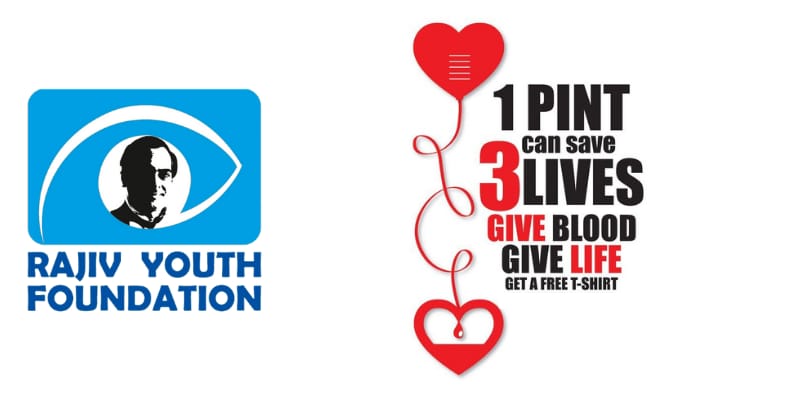 RAJIV YOUTH
FOUNDATION
1 PINT
can save
3 LIVES
GIVE BLOOD
GIVE LIFE
GET A FREE T-SHIRT